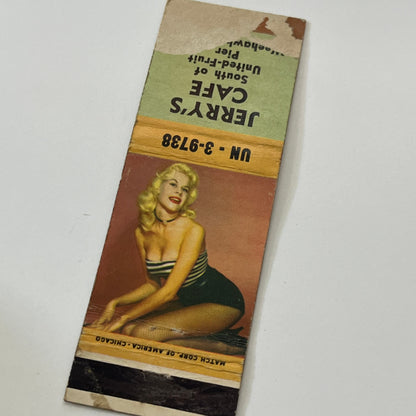 JERRY'S
CAFE
South of
United-Fruit
Pier
UN - 3-9738
MATCH CORP. OF AMERICA - CHICAGO